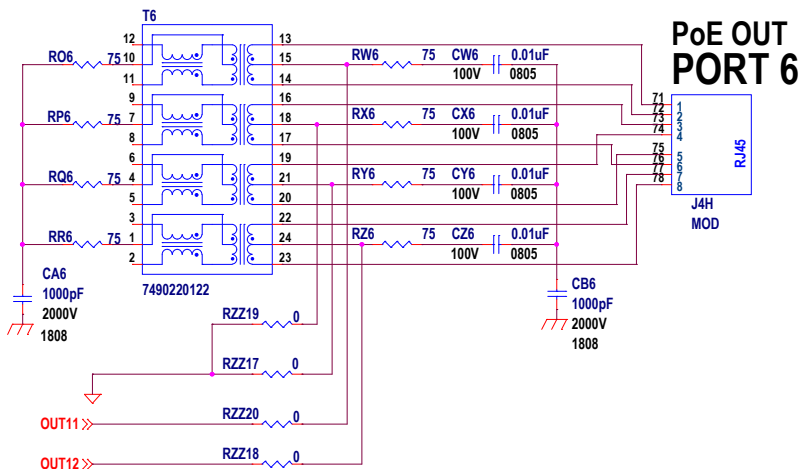 T6
PoE OUT
PORT 6
12 13
RO6 75 10 15 RW6 75 CW6 0.01uF
100V 0805
11 14
9 16
RP6 75 7 18 RX6 75 CX6 0.01uF
100V 0805
8 17
6 19
RQ6 75 4 21 RY6 75 CY6 0.01uF
100V 0805
5 20
3 22
RR6 75 1 24 RZ6 75 CZ6 0.01uF
100V 0805
2 23
71 1
72 2
73 3
74 4
75 5
76 6
77 7
78 8
RJ45
J4H
MOD
CA6
1000pF
2000V
1808
7490220122
CB6
1000pF
2000V
1808
RZZ19 0
RZZ17 0
OUT11 RZZ20 0
OUT12 RZZ18 0